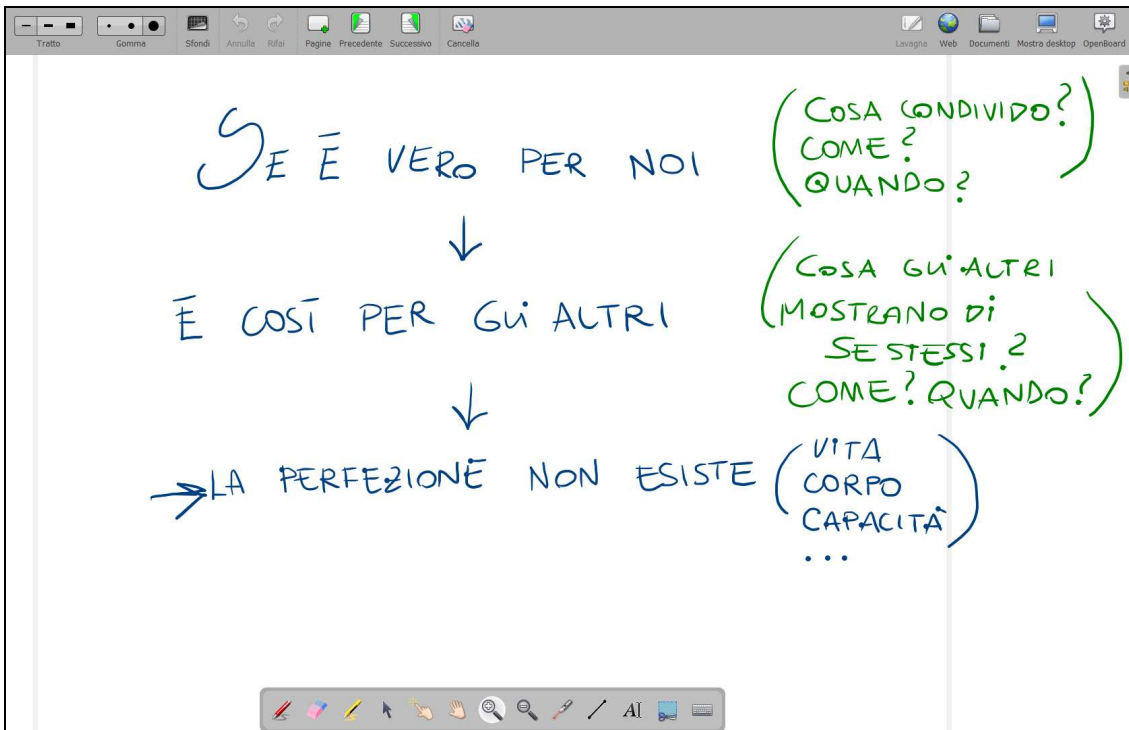 Tratto
Gomma
Sfondi
Annulla
Rifai
Pagine
Precedente
Successivo
Cancella
Lavagna
Web
Documenti
Mostra desktop
OpenBoard
SE È VERO PER NOI
(COSA CONDIVIDO?
COME?
QUANDO?)
↓
È COSÌ PER GLI ALTRI
(COSA GLI ALTRI
MOSTRANO DI
SE STESSI?
COME? QUANDO?)
↓
→ LA PERFEZIONE NON ESISTE
(VITA
CORPO
CAPACITÀ
...)
AI